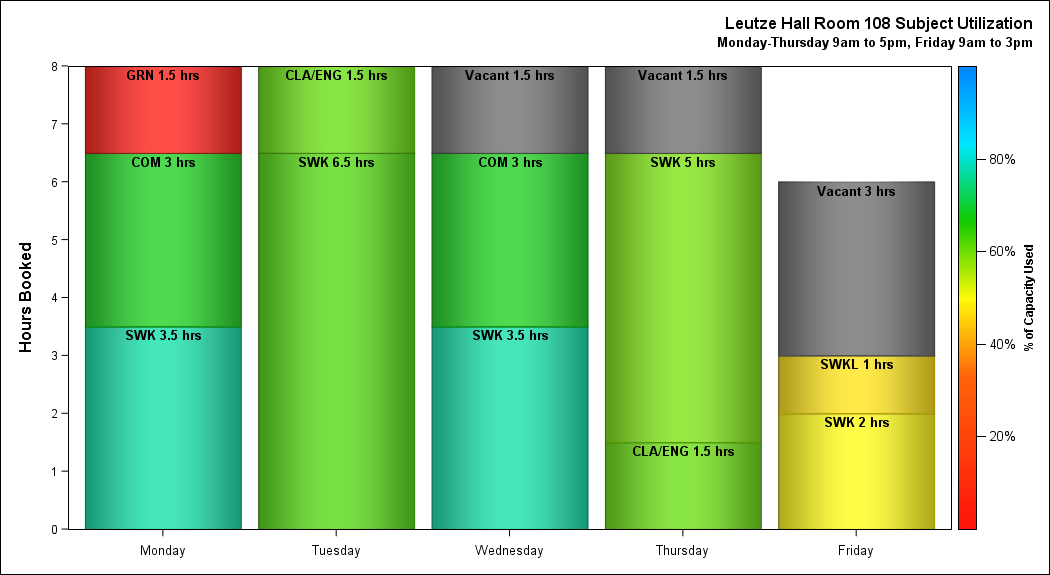 Leutze Hall Room 108 Subject Utilization
Monday-Thursday 9am to 5pm, Friday 9am to 3pm
Hours Booked
8
7
6
5
4
3
2
1
0
GRN 1.5 hrs
COM 3 hrs
SWK 3.5 hrs
CLA/ENG 1.5 hrs
SWK 6.5 hrs
Vacant 1.5 hrs
COM 3 hrs
SWK 3.5 hrs
Vacant 1.5 hrs
SWK 5 hrs
CLA/ENG 1.5 hrs
Vacant 3 hrs
SWKL 1 hrs
SWK 2 hrs
Monday
Tuesday
Wednesday
Thursday
Friday
80%
60%
40%
20%
% of Capacity Used